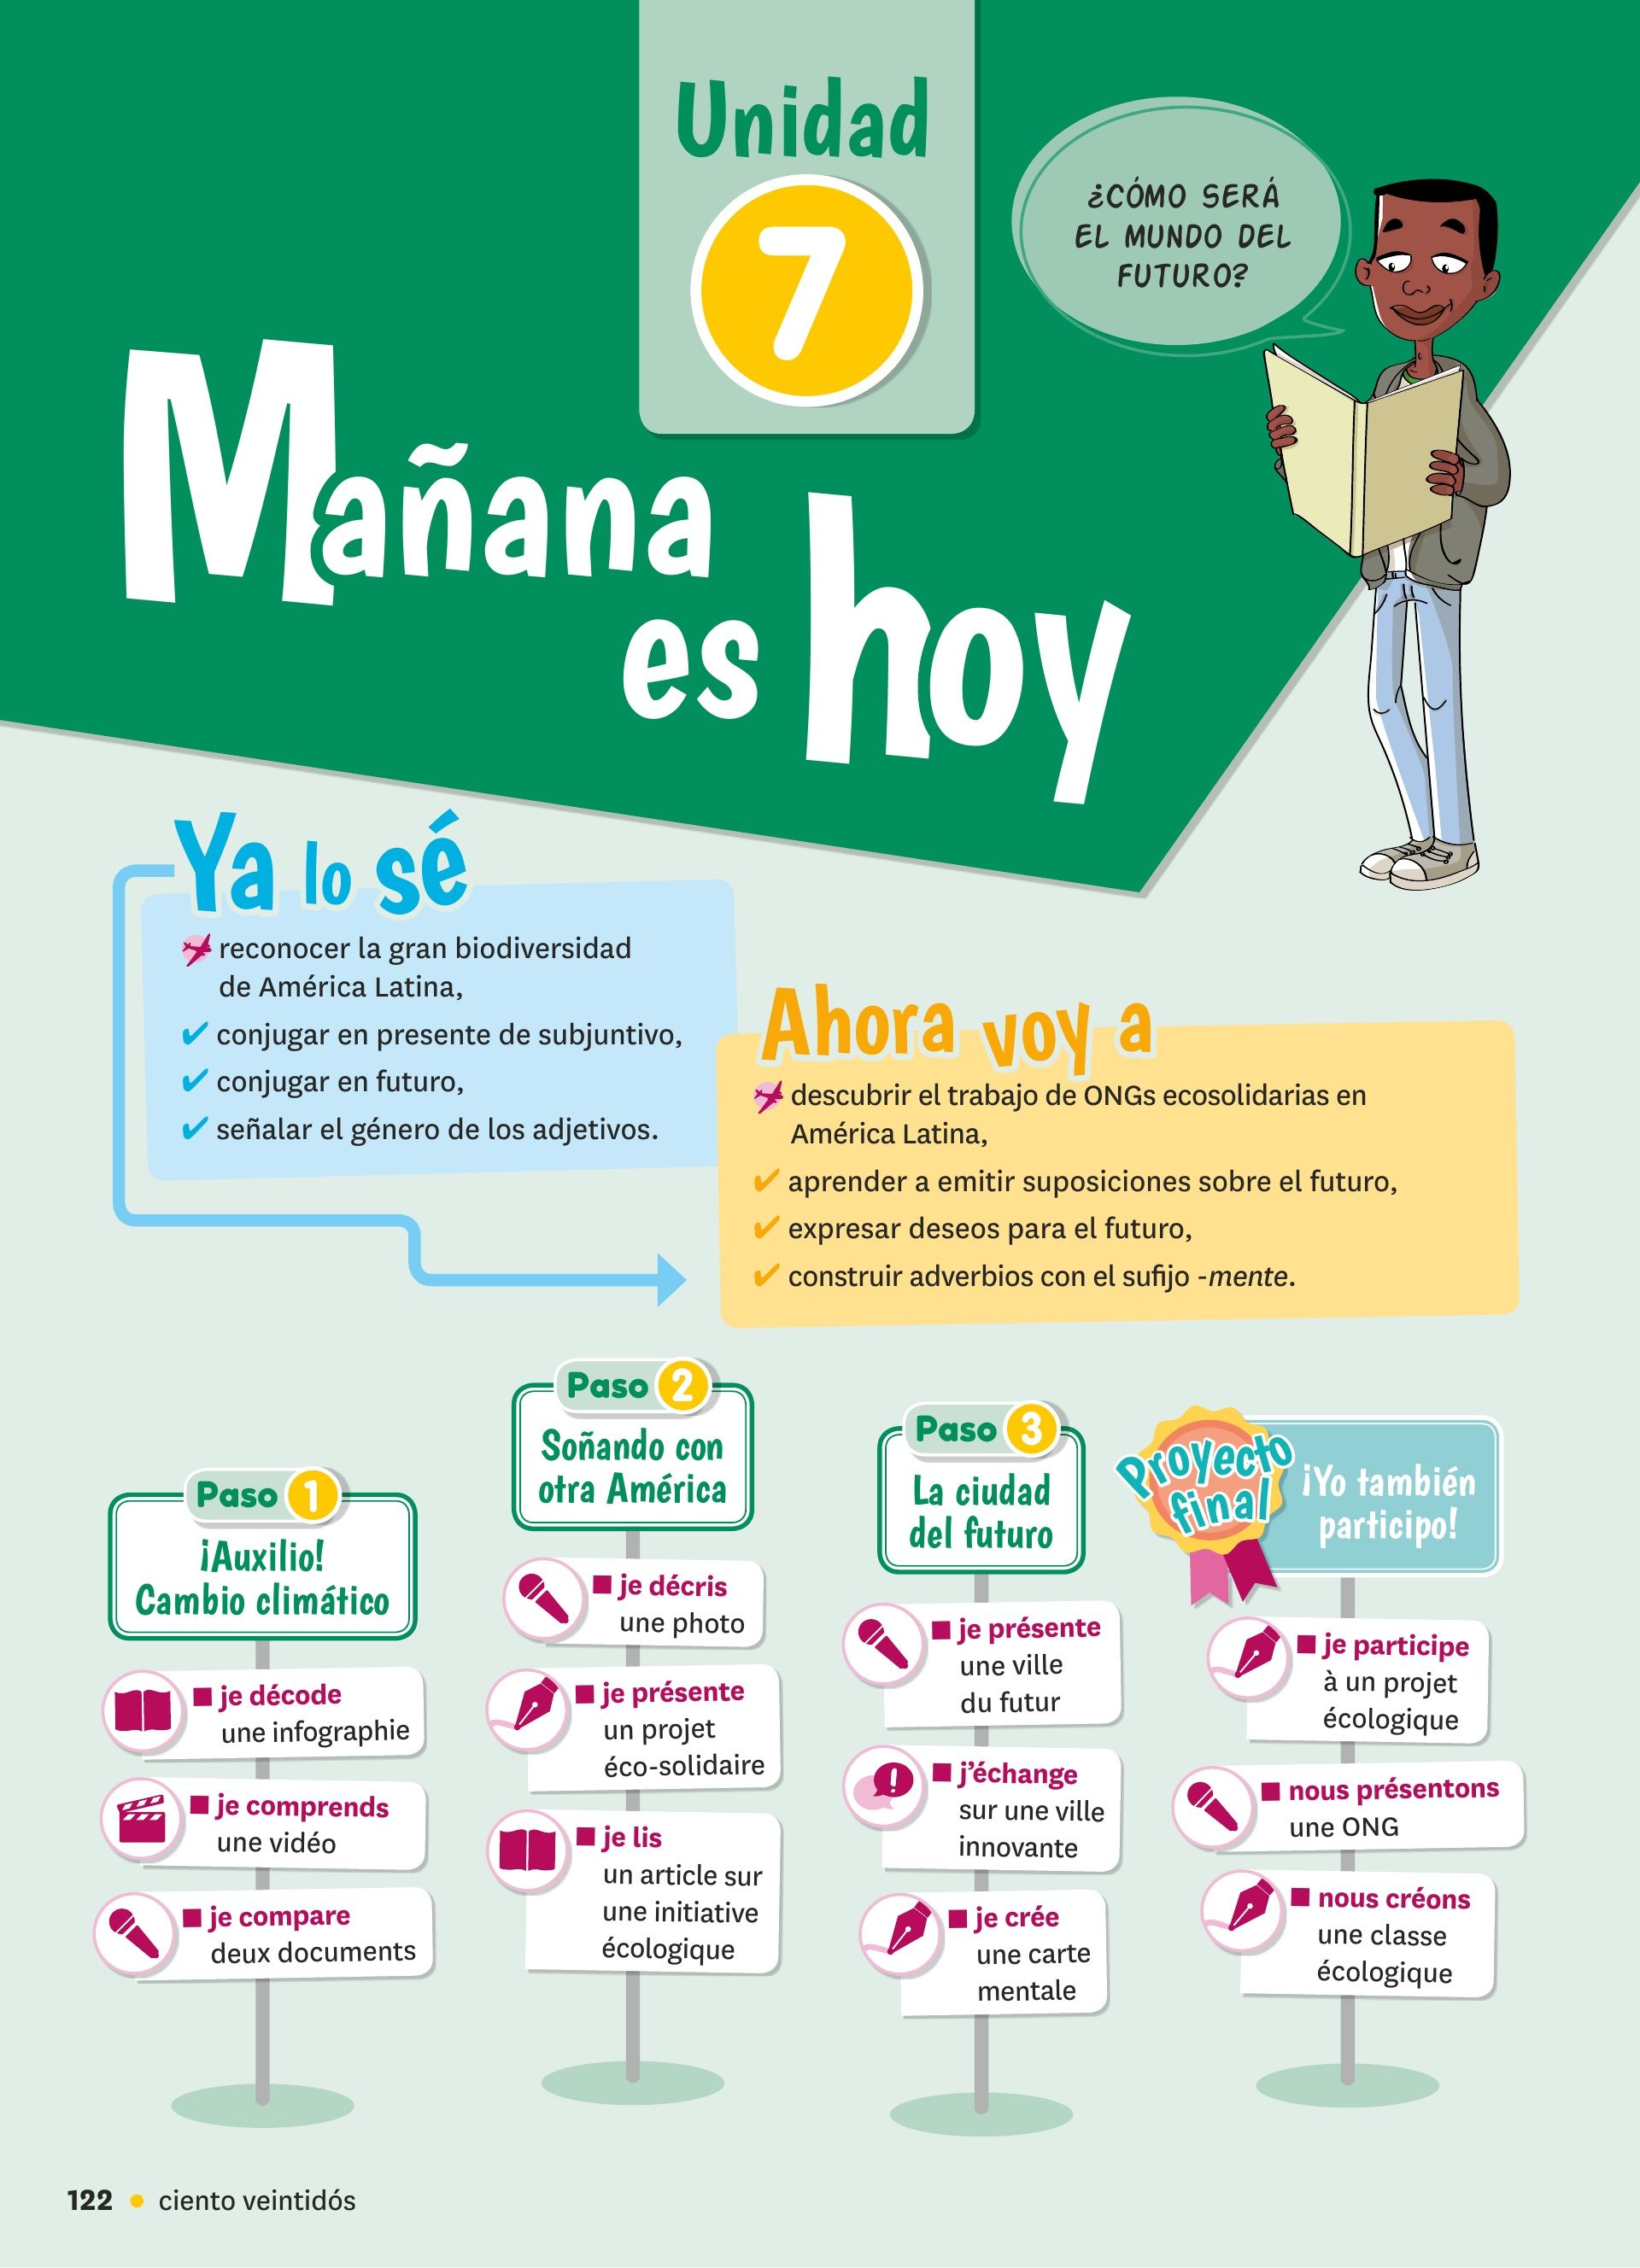 Unidad
7
¿CÓMO SERÁ
EL MUNDO DEL
FUTURO?
Mañana
es hoy
Ya lo sé
reconocer la gran biodiversidad
de América Latina,
✔ conjugar en presente de subjuntivo,
✔ conjugar en futuro,
✔ señalar el género de los adjetivos.
Ahora voy a
descubrir el trabajo de ONGs ecosolidarias en
América Latina,
✔ aprender a emitir suposiciones sobre el futuro,
✔ expresar deseos para el futuro,
✔ construir adverbios con el sufijo -mente.
Paso 1
¡Auxilio!
Cambio climático
■ je décode
une infographie
■ je comprends
une vidéo
■ je compare
deux documents
Paso 2
Soñando con
otra América
■ je décris
une photo
■ je présente
un projet
éco-solidaire
■ je lis
un article sur
une initiative
écologique
Paso 3
La ciudad
del futuro
■ je présente
une ville
du futur
■ j'échange
sur une ville
innovante
■ je crée
une carte
mentale
Proyecto
final
¡Yo también
participo!
■ je participe
à un projet
écologique
■ nous présentons
une ONG
■ nous créons
une classe
écologique
122 • ciento veintidós